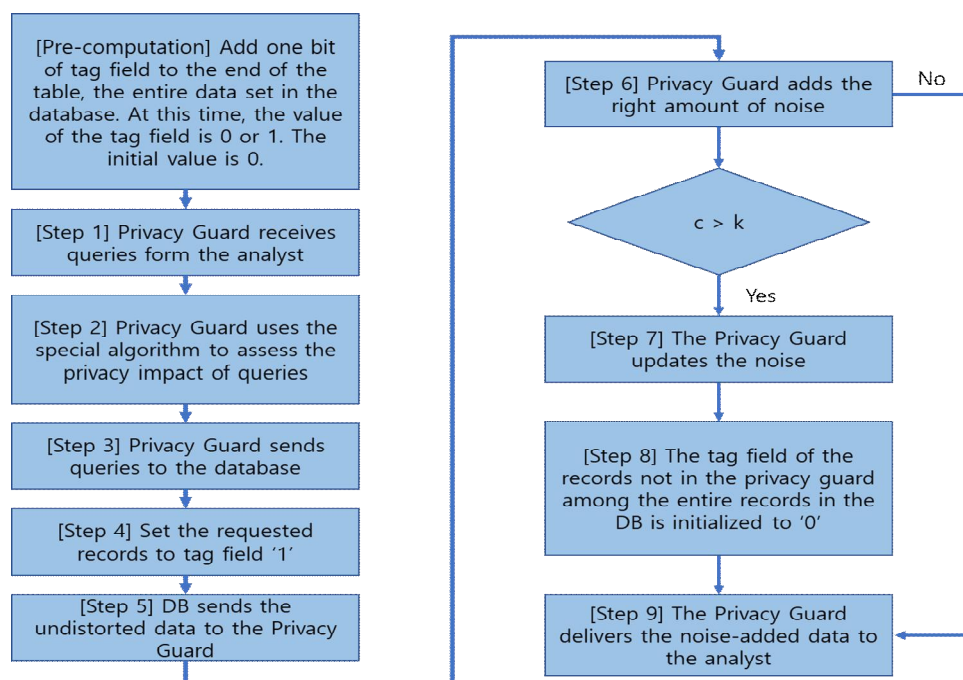 [Pre-computation] Add one bit
of tag field to the end of the
table, the entire data set in the
database. At this time, the value
of the tag field is 0 or 1. The
initial value is 0.
[Step 1] Privacy Guard receives
queries form the analyst
[Step 2] Privacy Guard uses the
special algorithm to assess the
privacy impact of queries
[Step 3] Privacy Guard sends
queries to the database
[Step 4] Set the requested
records to tag field ‘1’
[Step 5] DB sends the
undistorted data to the Privacy
Guard
[Step 6] Privacy Guard adds the
right amount of noise
No
c > k
Yes
[Step 7] The Privacy Guard
updates the noise
[Step 8] The tag field of the
records not in the privacy guard
among the entire records in the
DB is initialized to ‘0’
[Step 9] The Privacy Guard
delivers the noise-added data to
the analyst